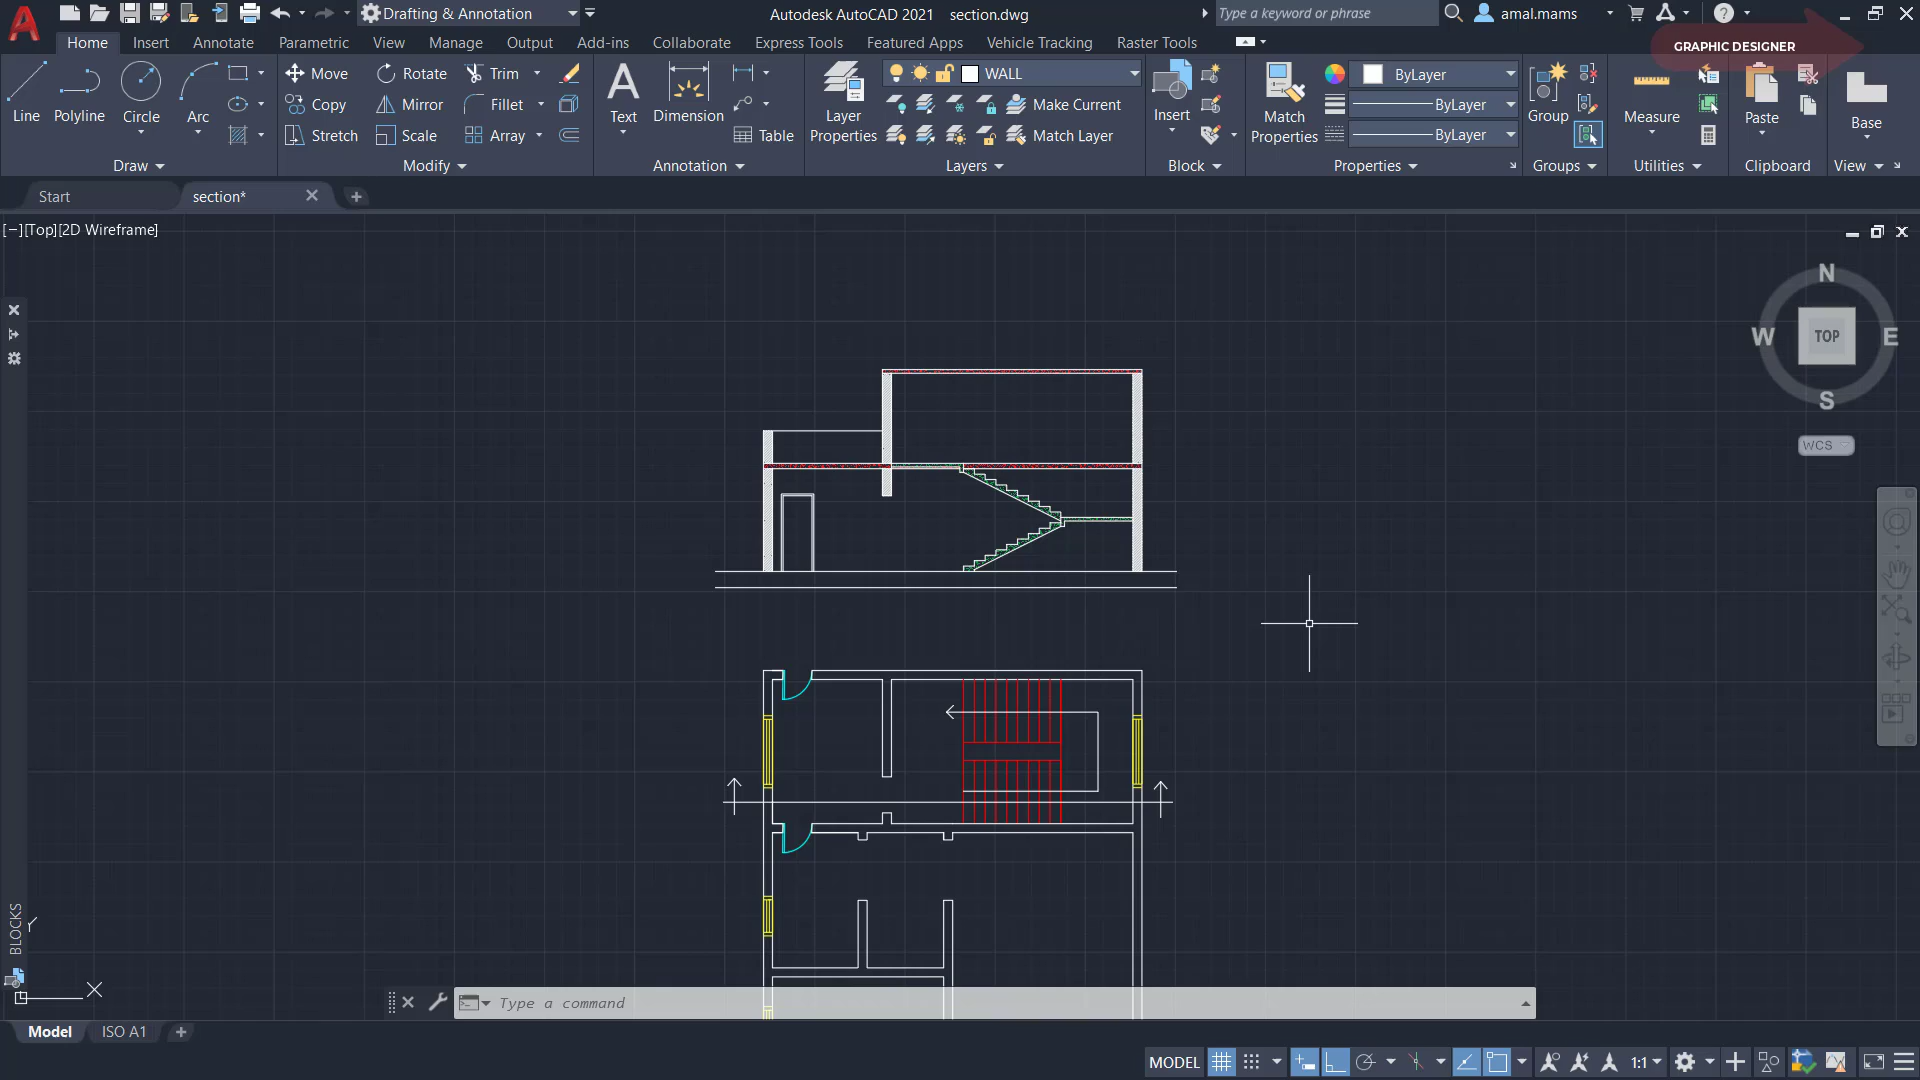 Drafting & Annotation
Autodesk AutoCAD 2021 section.dwg
Type a keyword or phrase
amal.mams
Home Insert Annotate Parametric View Manage Output Add-ins Collaborate Express Tools Featured Apps Vehicle Tracking Raster Tools
GRAPHIC DESIGNER
Line Polyline Circle Arc
Draw
Move Rotate Trim
Copy Mirror Fillet
Stretch Scale Array
Modify
Text Dimension Table
Annotation
Layer Properties
WALL
Make Current
Match Layer
Layers
Insert
Block
Match Properties
ByLayer
ByLayer
ByLayer
Properties
Group
Groups
Measure
Utilities
Paste
Clipboard
Base
View
Start
section*
[−][Top][2D Wireframe]
N
W TOP E
S
WCS
BLOCKS
Y
X
Type a command
Model ISO A1
MODEL
1:1